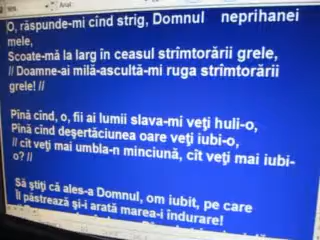 O, răspunde-mi cind strig, Domnul neprihanei
mele,
Scoate-mă la larg în ceasul strîmtorării grele,
// Doamne-ai milă-ascultă-mi ruga strîmtorării
grele! //
Pînă cind, o, fii ai lumii slava-mi veţi huli-o,
Pînă cînd deşertăciunea oare veţi iubi-o,
// cît veţi mai umbla-n minciună, cît veţi mai iubi-
o? //
Să ştiţi că ales-a Domnul, om iubit, pe care
Îl păstrează şi-i arată marea-i îndurare!